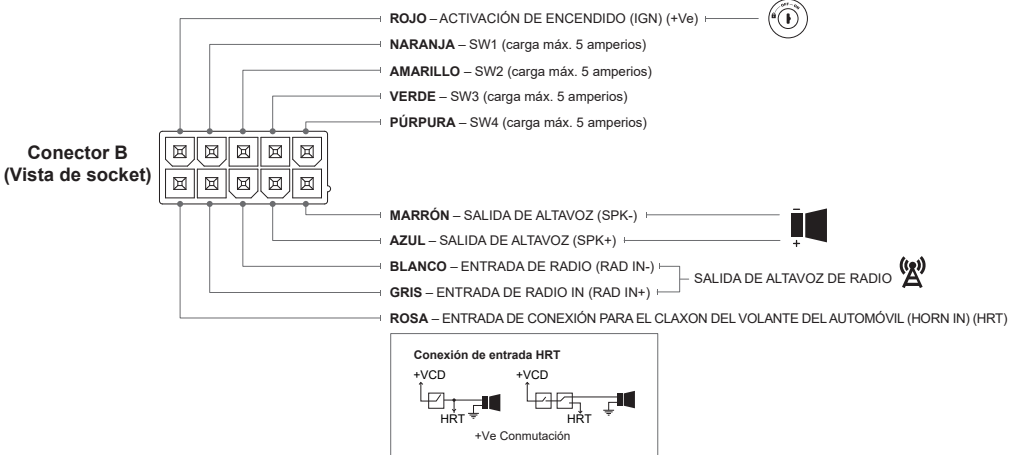 ROJO – ACTIVACIÓN DE ENCENDIDO (IGN) (+Ve)
OFF ON
NARANJA – SW1 (carga máx. 5 amperios)
AMARILLO – SW2 (carga máx. 5 amperios)
VERDE – SW3 (carga máx. 5 amperios)
PÚRPURA – SW4 (carga máx. 5 amperios)
Conector B
(Vista de socket)
MARRÓN – SALIDA DE ALTAVOZ (SPK-)
–
AZUL – SALIDA DE ALTAVOZ (SPK+)
+
BLANCO – ENTRADA DE RADIO (RAD IN-)
SALIDA DE ALTAVOZ DE RADIO
GRIS – ENTRADA DE RADIO IN (RAD IN+)
ROSA – ENTRADA DE CONEXIÓN PARA EL CLAXON DEL VOLANTE DEL AUTOMÓVIL (HORN IN) (HRT)
Conexión de entrada HRT
+VCD +VCD
HRT HRT
+Ve Conmutación